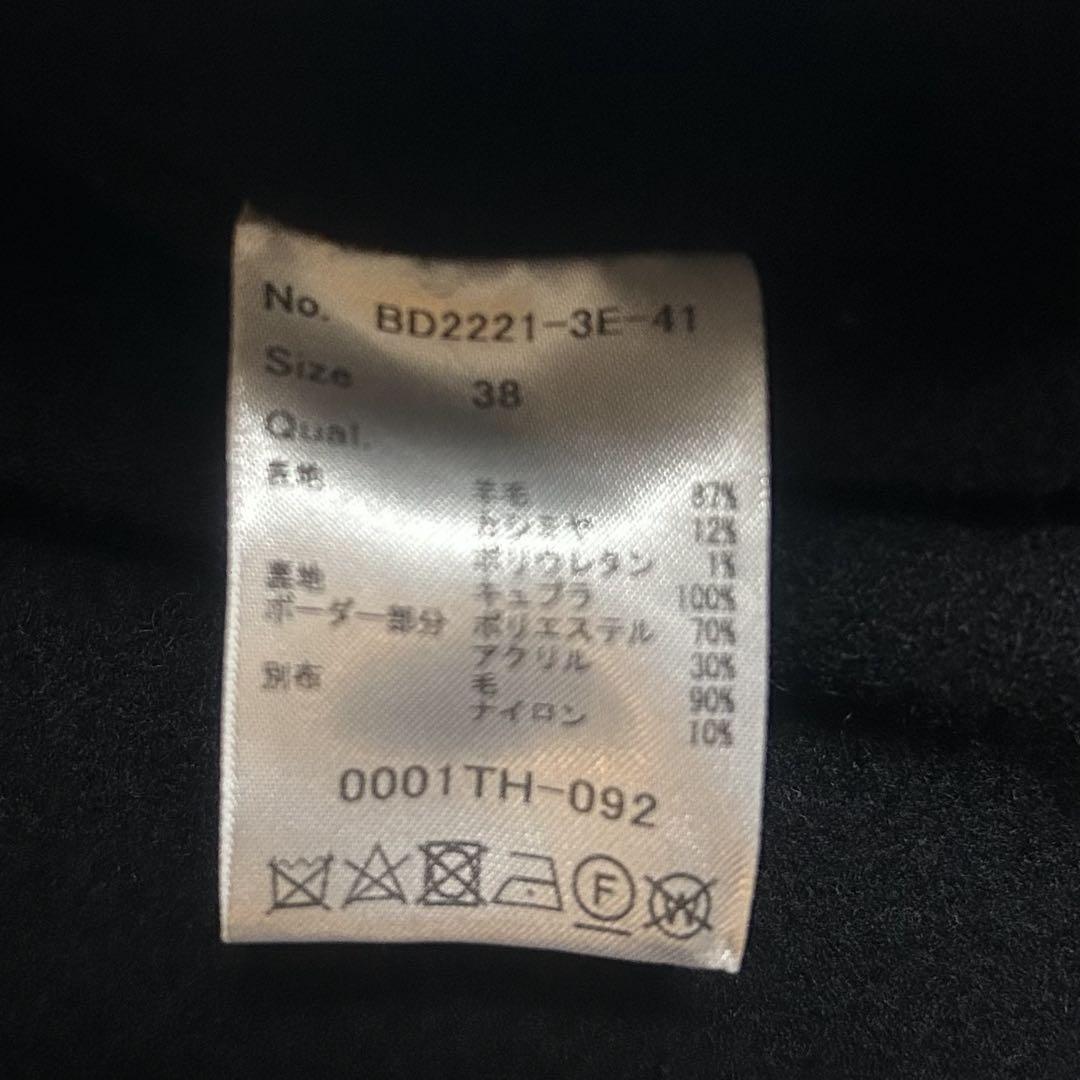 No. BD2221-3E-41
Size 38
Qual.
表地 羊毛 87%
カシミヤ 12%
ポリウレタン 1%
裏地 キュプラ 100%
ボーダー部分 ポリエステル 70%
アクリル 30%
別布 毛 90%
ナイロン 10%
0001TH-092
F W